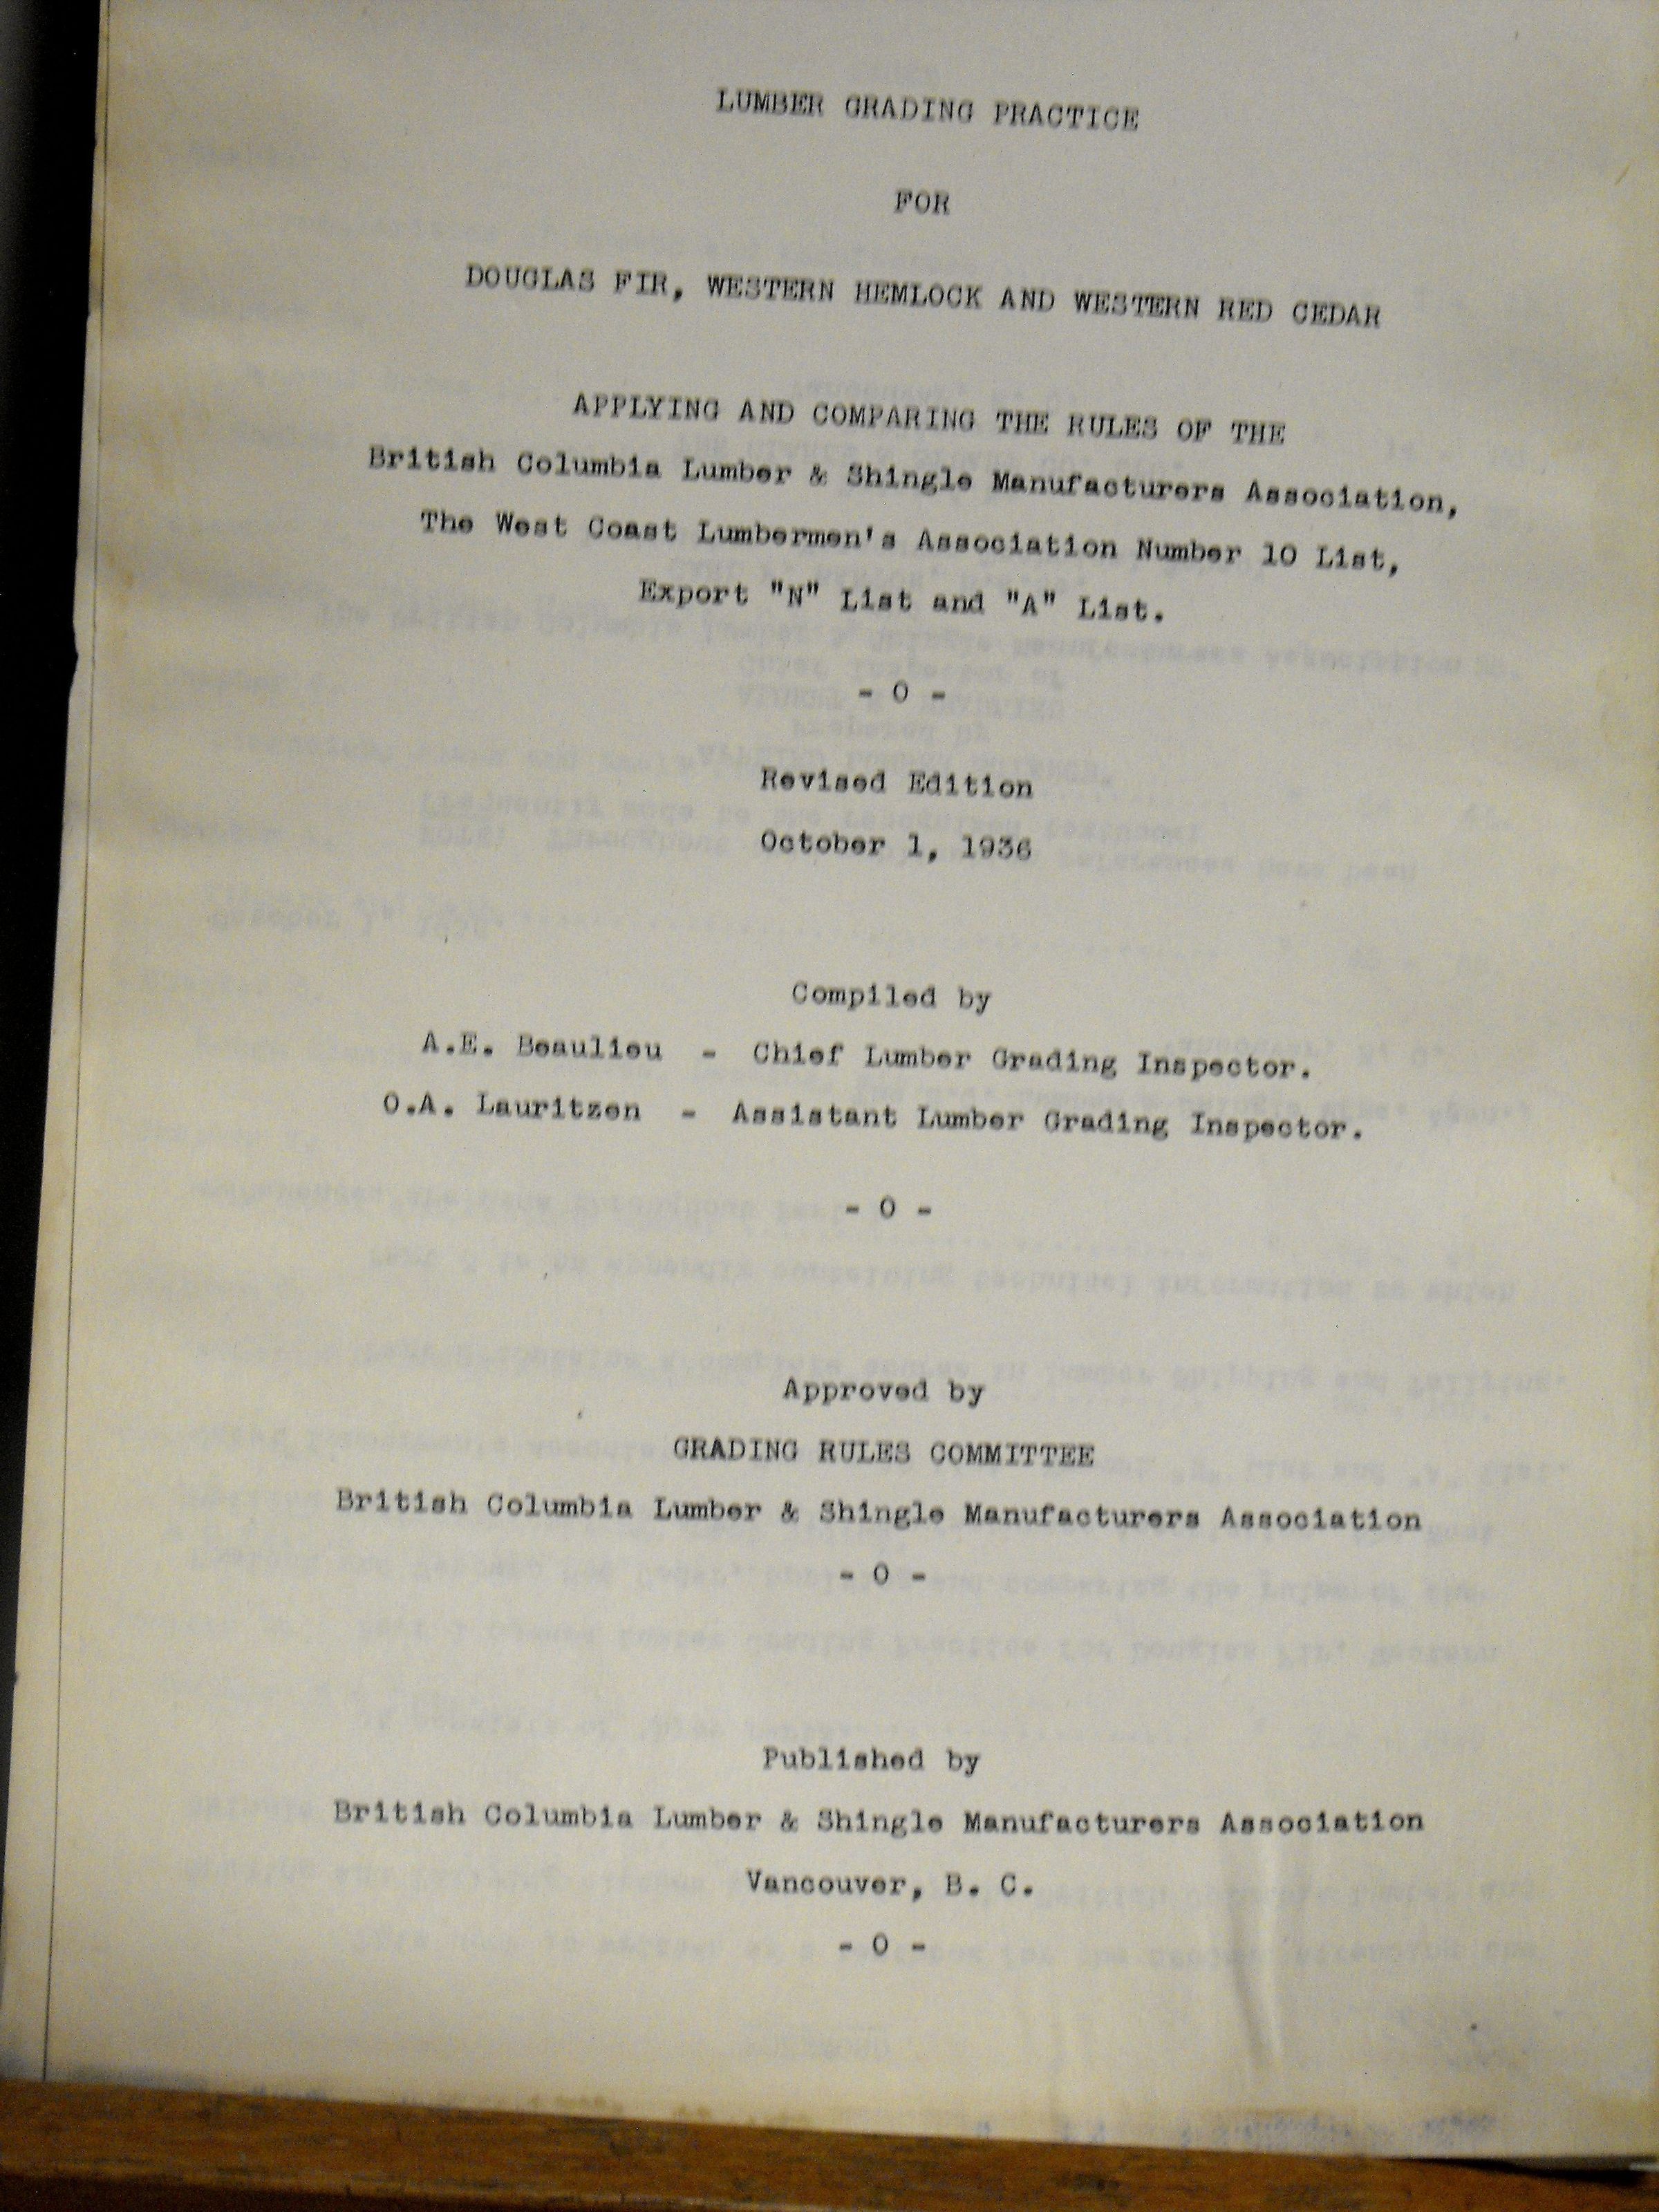 LUMBER GRADING PRACTICE
FOR
DOUGLAS FIR, WESTERN HEMLOCK AND WESTERN RED CEDAR
APPLYING AND COMPARING THE RULES OF THE
British Columbia Lumber & Shingle Manufacturers Association,
The West Coast Lumbermen's Association Number 10 List,
Export "N" List and "A" List.
- 0 -
Revised Edition
October 1, 1936
Compiled by
A.E. Beaulieu - Chief Lumber Grading Inspector.
O.A. Lauritzen - Assistant Lumber Grading Inspector.
- 0 -
Approved by
GRADING RULES COMMITTEE
British Columbia Lumber & Shingle Manufacturers Association
- 0 -
Published by
British Columbia Lumber & Shingle Manufacturers Association
Vancouver, B. C.
- 0 -